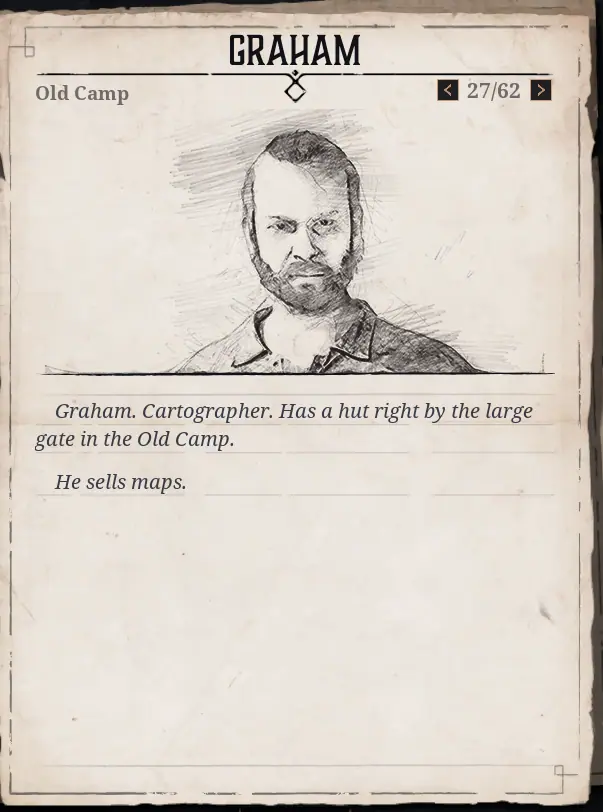 GRAHAM
Old Camp
< 27/62 >
Graham. Cartographer. Has a hut right by the large
gate in the Old Camp.
He sells maps.